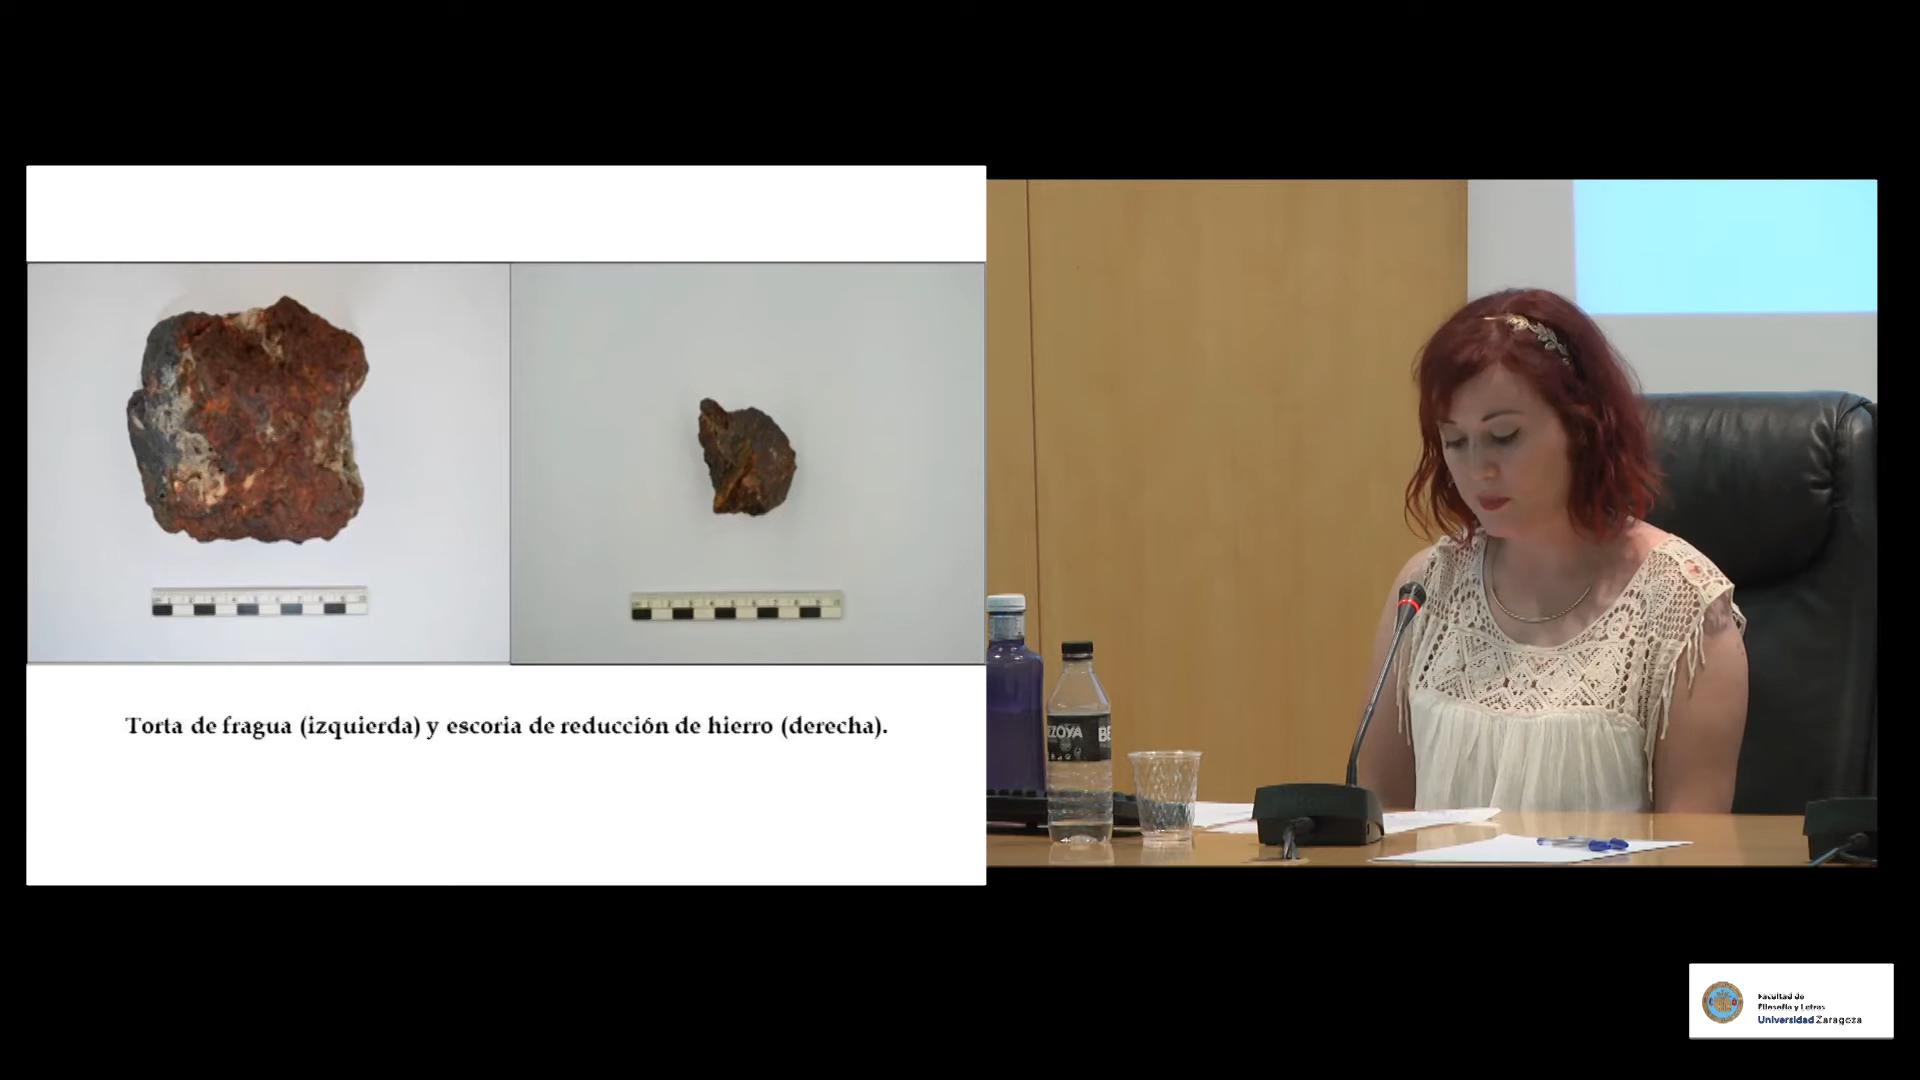 Torta de fragua (izquierda) y escoria de reducción de hierro (derecha).
Facultad de
Filosofía y Letras
Universidad Zaragoza